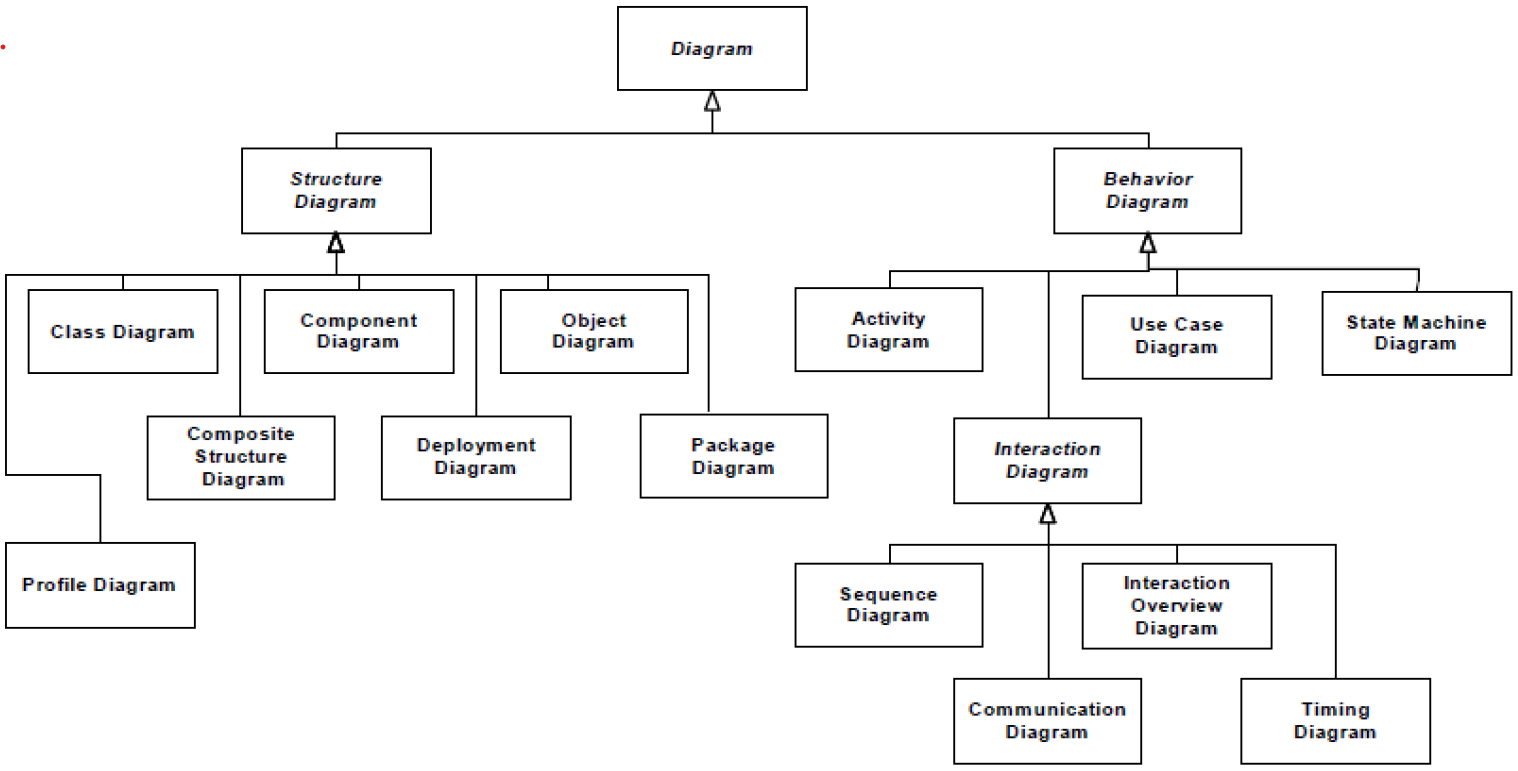 Diagram
Structure
Diagram
Behavior
Diagram
Class Diagram
Component
Diagram
Object
Diagram
Activity
Diagram
Use Case
Diagram
State Machine
Diagram
Composite
Structure
Diagram
Deployment
Diagram
Package
Diagram
Interaction
Diagram
Profile Diagram
Sequence
Diagram
Interaction
Overview
Diagram
Communication
Diagram
Timing
Diagram